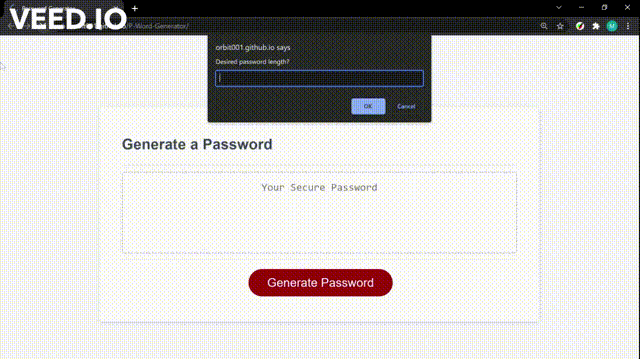 VEED.IO
/P-Word-Generator/
M
orbit001.github.io says
Desired password length?
OK
Cancel
Generate a Password
Your Secure Password
Generate Password